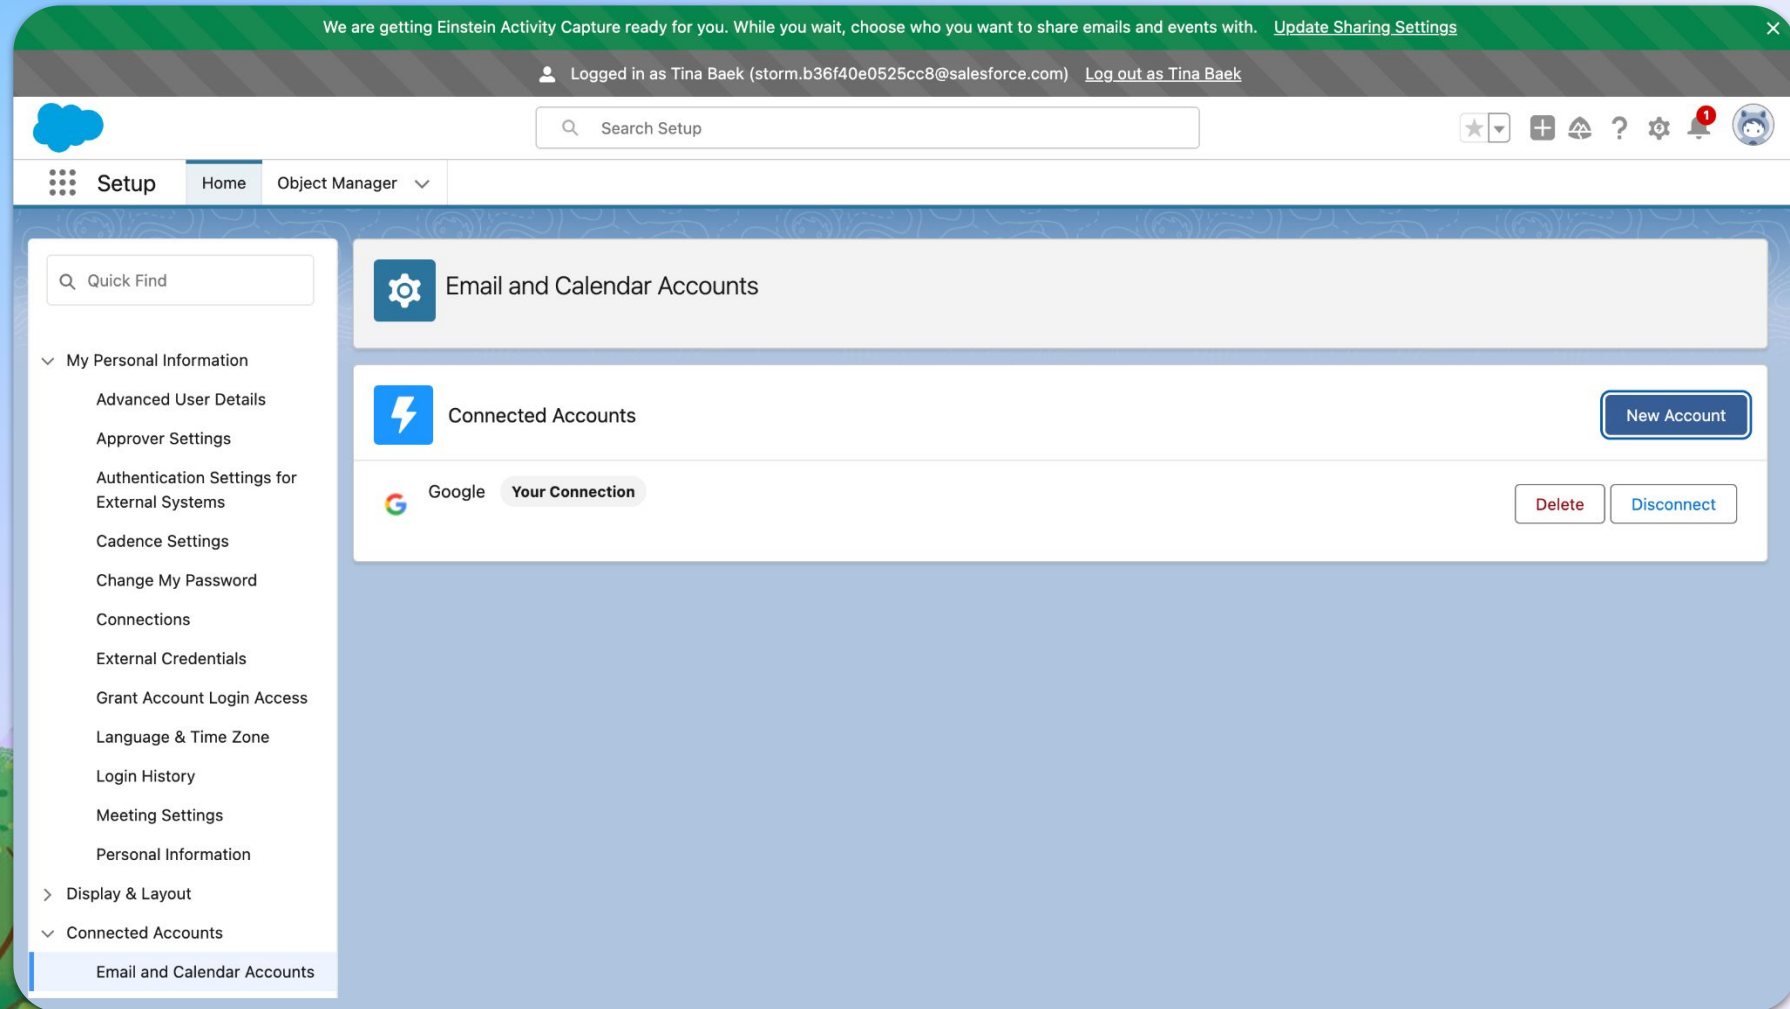 We are getting Einstein Activity Capture ready for you. While you wait, choose who you want to share emails and events with. Update Sharing Settings
Logged in as Tina Baek (storm.b36f40e0525cc8@salesforce.com) Log out as Tina Baek
Search Setup
1
Setup
Home
Object Manager
Quick Find
My Personal Information
Advanced User Details
Approver Settings
Authentication Settings for
External Systems
Cadence Settings
Change My Password
Connections
External Credentials
Grant Account Login Access
Language & Time Zone
Login History
Meeting Settings
Personal Information
Display & Layout
Connected Accounts
Email and Calendar Accounts
Email and Calendar Accounts
Connected Accounts
New Account
Google Your Connection
Delete
Disconnect